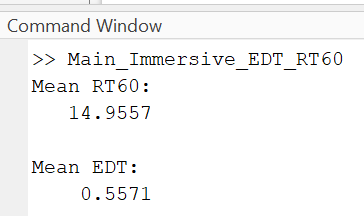 Command Window
>> Main_Immersive_EDT_RT60
Mean RT60:
14.9557
Mean EDT:
0.5571